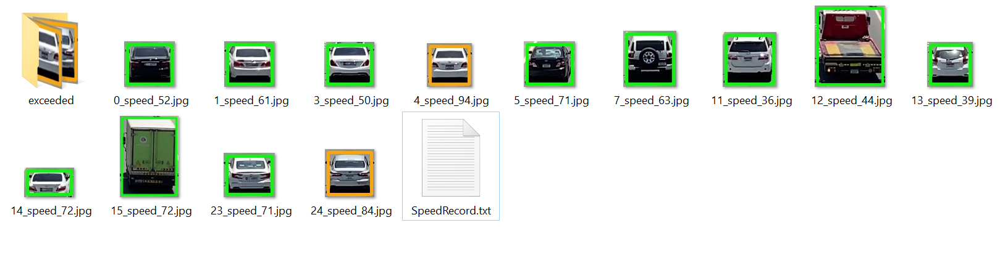 exceeded
0_speed_52.jpg
1_speed_61.jpg
3_speed_50.jpg
4_speed_94.jpg
5_speed_71.jpg
7_speed_63.jpg
11_speed_36.jpg
12_speed_44.jpg
13_speed_39.jpg
14_speed_72.jpg
15_speed_72.jpg
23_speed_71.jpg
24_speed_84.jpg
SpeedRecord.txt